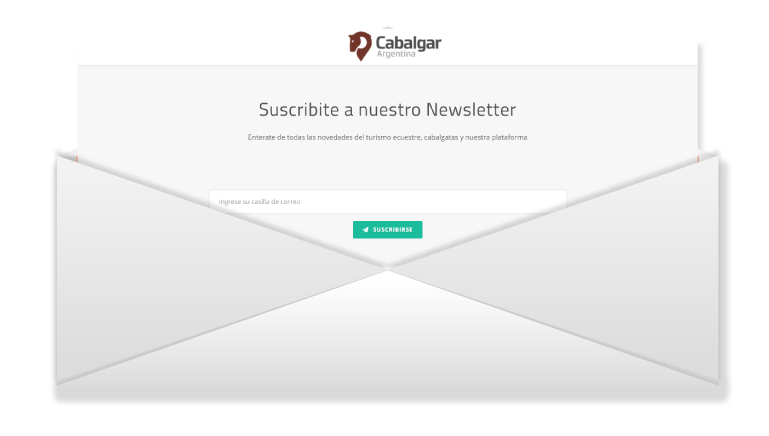 Cabalgar
Argentina
Suscribite a nuestro Newsletter
Enterate de todas las novedades del turismo ecuestre, cabalgatas y nuestra plataforma
Ingrese su casilla de correo
SUSCRIBIRSE